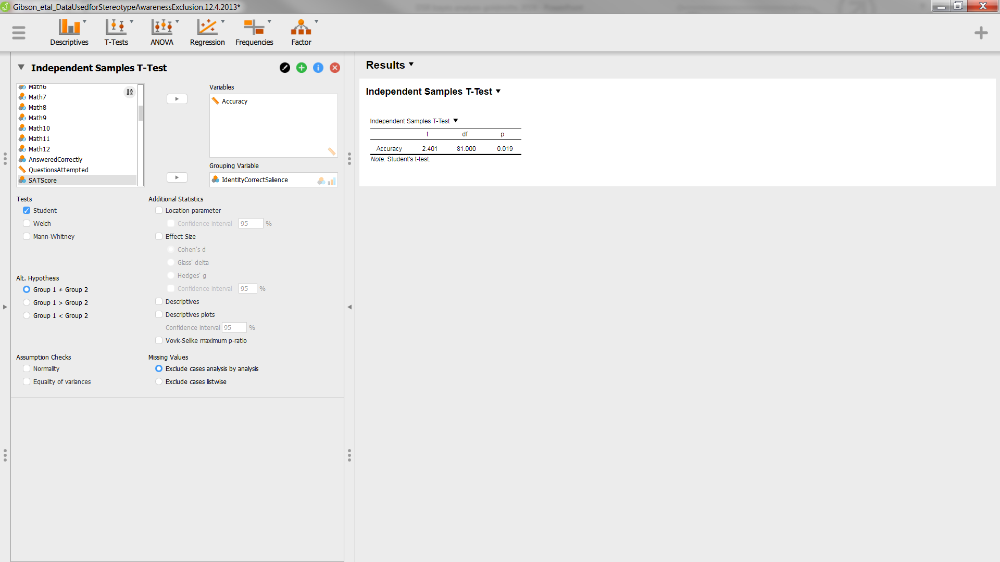 Gibson_etal_DataUsedforStereotypeAwarenessExclusion.12.4.2013*
Descriptives
T-Tests
ANOVA
Regression
Frequencies
Factor
Independent Samples T-Test
Math6
Math7
Math8
Math9
Math10
Math11
Math12
AnsweredCorrectly
QuestionsAttempted
SATScore
Variables
Accuracy
Grouping Variable
IdentityCorrectSalience
Tests
Student
Welch
Mann-Whitney
Alt. Hypothesis
Group 1 ≠ Group 2
Group 1 > Group 2
Group 1 < Group 2
Assumption Checks
Normality
Equality of variances
Additional Statistics
Location parameter
Confidence interval 95 %
Effect Size
Cohen's d
Glass' delta
Hedges' g
Confidence interval 95 %
Descriptives
Descriptives plots
Confidence interval 95 %
Vovk-Sellke maximum p-ratio
Missing Values
Exclude cases analysis by analysis
Exclude cases listwise
Results
Independent Samples T-Test
Independent Samples T-Test
t df p
Accuracy 2.401 81.000 0.019
Note. Student's t-test.